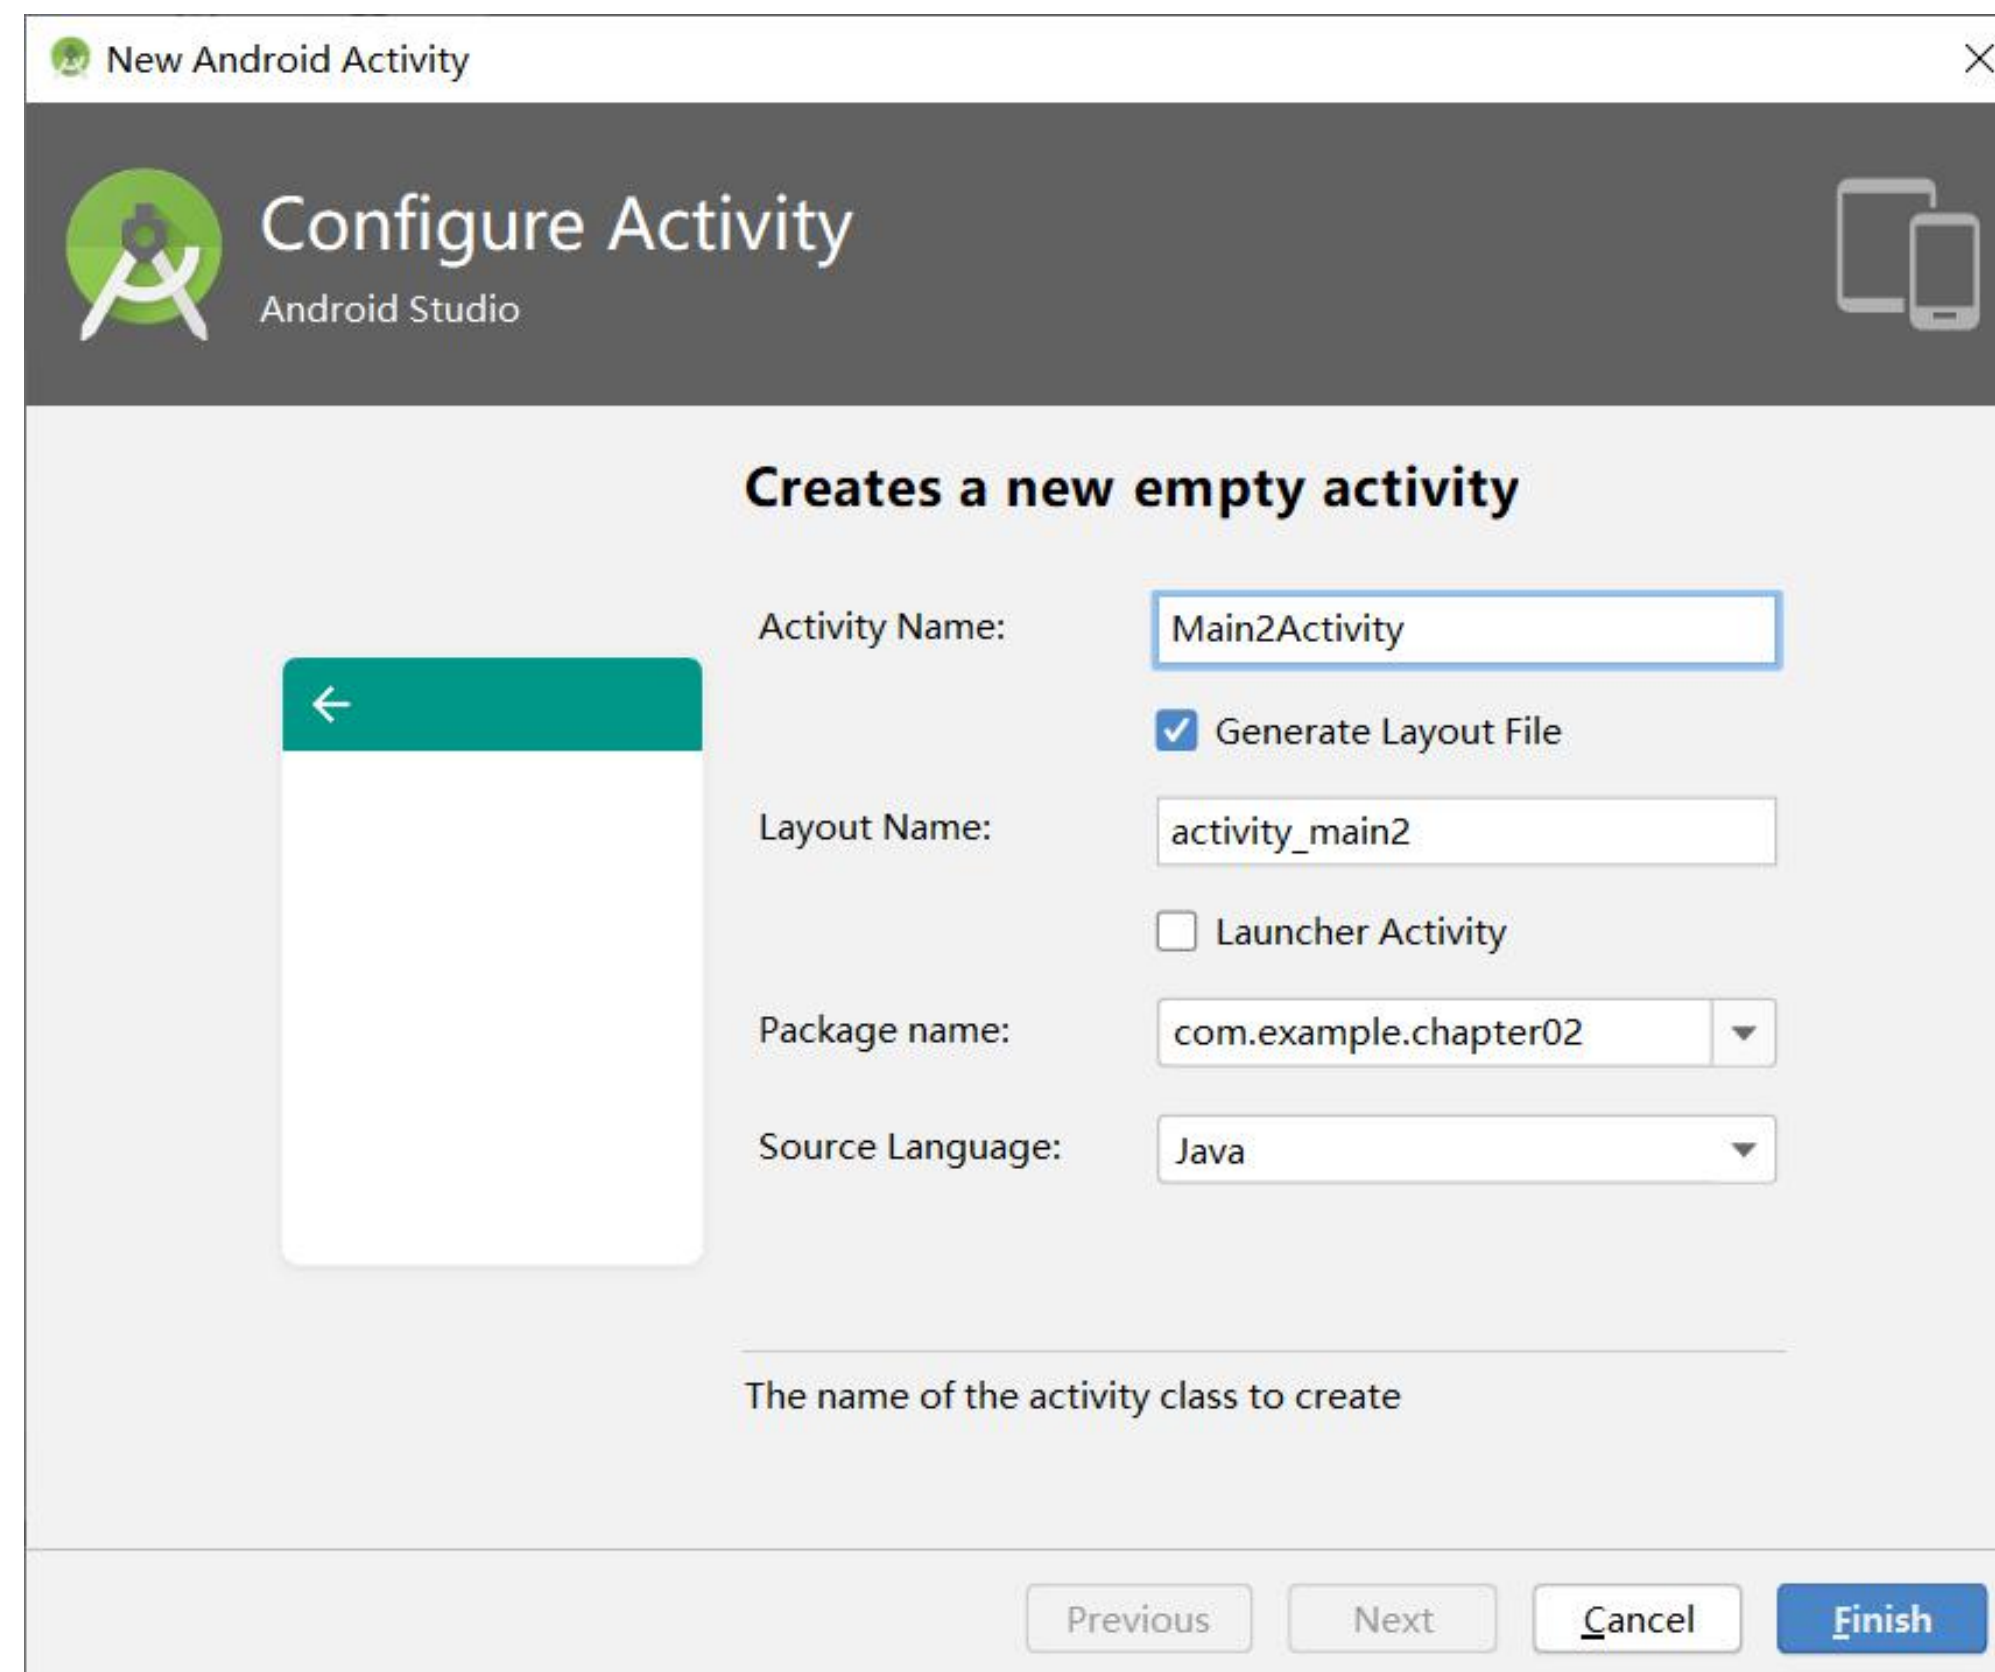 New Android Activity
Configure Activity
Android Studio
Creates a new empty activity
Activity Name:
Main2Activity
Generate Layout File
Layout Name:
activity_main2
Launcher Activity
Package name:
com.example.chapter02
Source Language:
Java
The name of the activity class to create
Previous
Next
Cancel
Finish